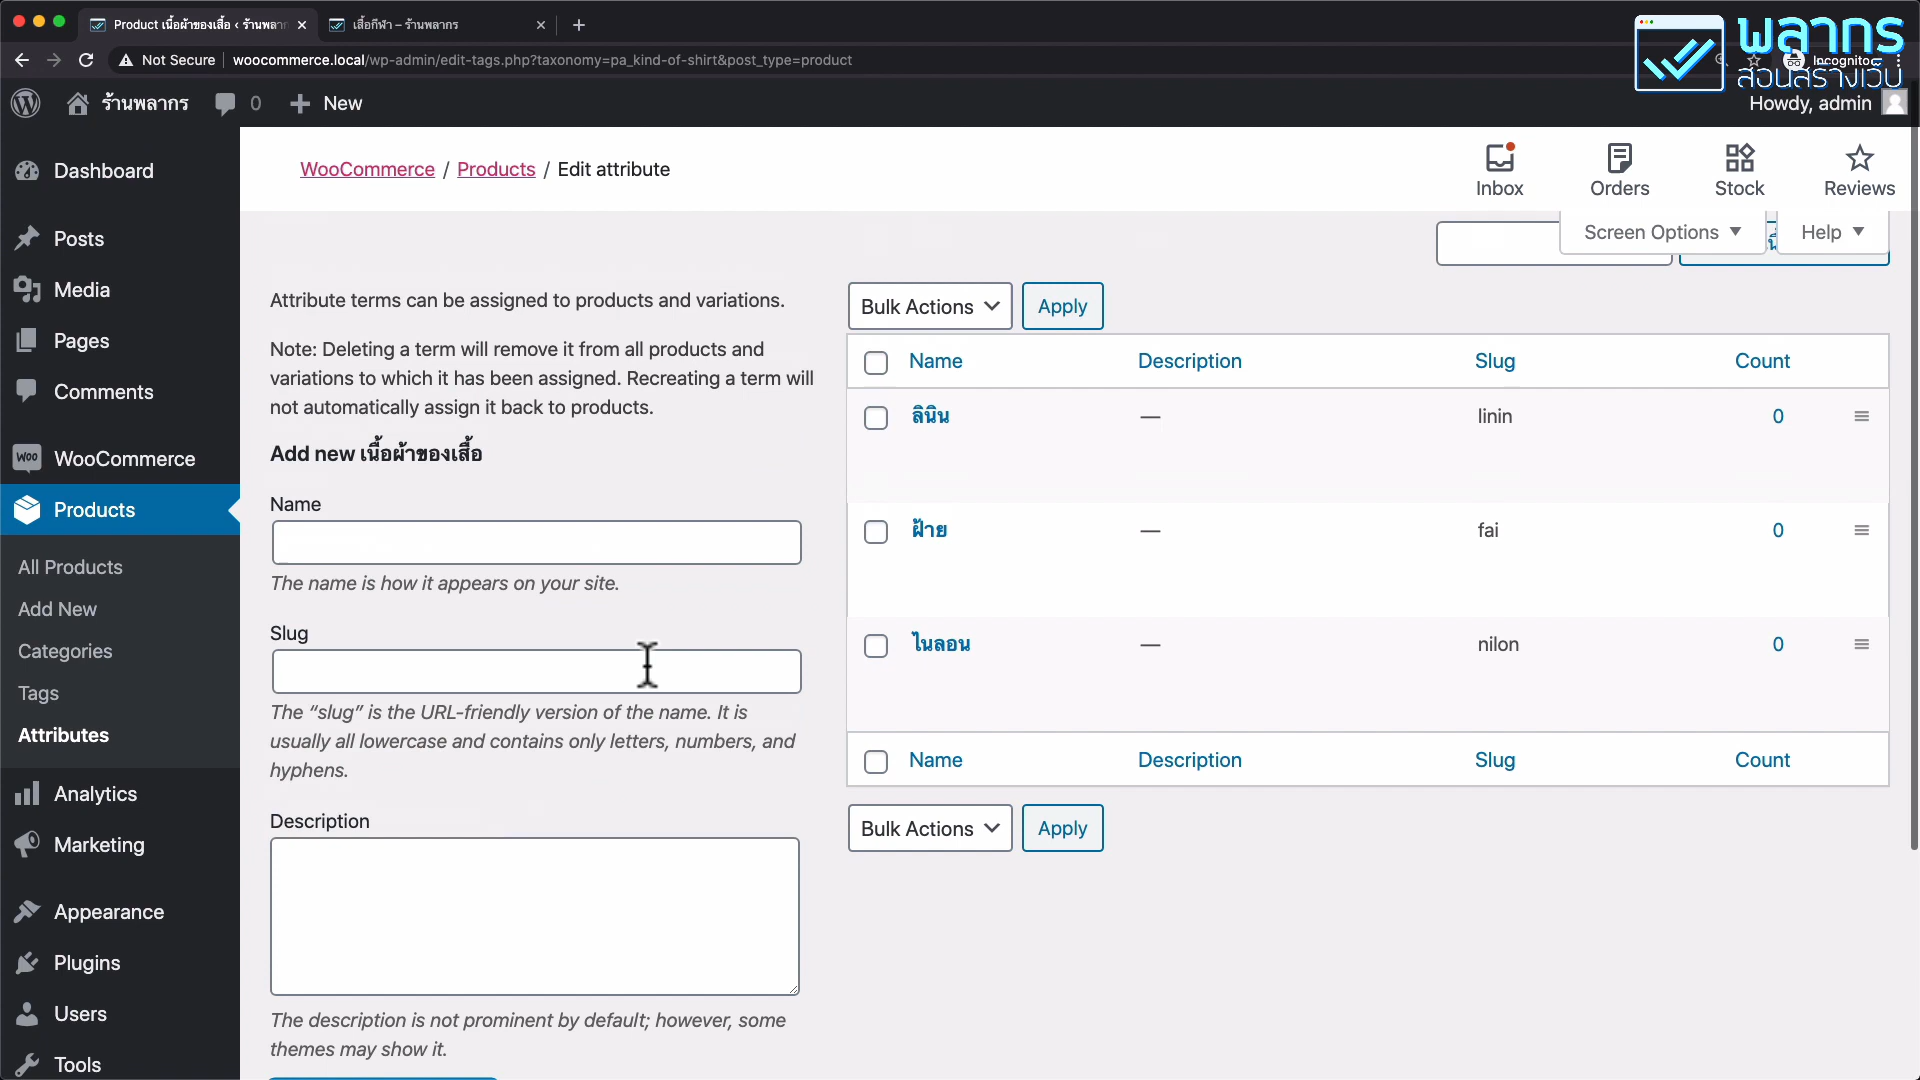 Product เนื้อผ้าของเสื้อ ‹ ร้านพลาก
เสื้อกีฬา – ร้านพลากร
พลากร
สอนสร้างเว็บ
Not Secure
woocommerce.local/wp-admin/edit-tags.php?taxonomy=pa_kind-of-shirt&post_type=product
Incognito
ร้านพลากร
0
New
Howdy, admin
Dashboard
Posts
Media
Pages
Comments
WooCommerce
Products
All Products
Add New
Categories
Tags
Attributes
Analytics
Marketing
Appearance
Plugins
Users
Tools
WooCommerce / Products / Edit attribute
Inbox
Orders
Stock
Reviews
Screen Options
Help
Attribute terms can be assigned to products and variations.
Note: Deleting a term will remove it from all products and
variations to which it has been assigned. Recreating a term will
not automatically assign it back to products.
Add new เนื้อผ้าของเสื้อ
Name
The name is how it appears on your site.
Slug
The “slug” is the URL-friendly version of the name. It is
usually all lowercase and contains only letters, numbers, and
hyphens.
Description
The description is not prominent by default; however, some
themes may show it.
Bulk Actions Apply
Name Description Slug Count
ลินิน — linin 0
ฝ้าย — fai 0
ไนลอน — nilon 0
Name Description Slug Count
Bulk Actions Apply